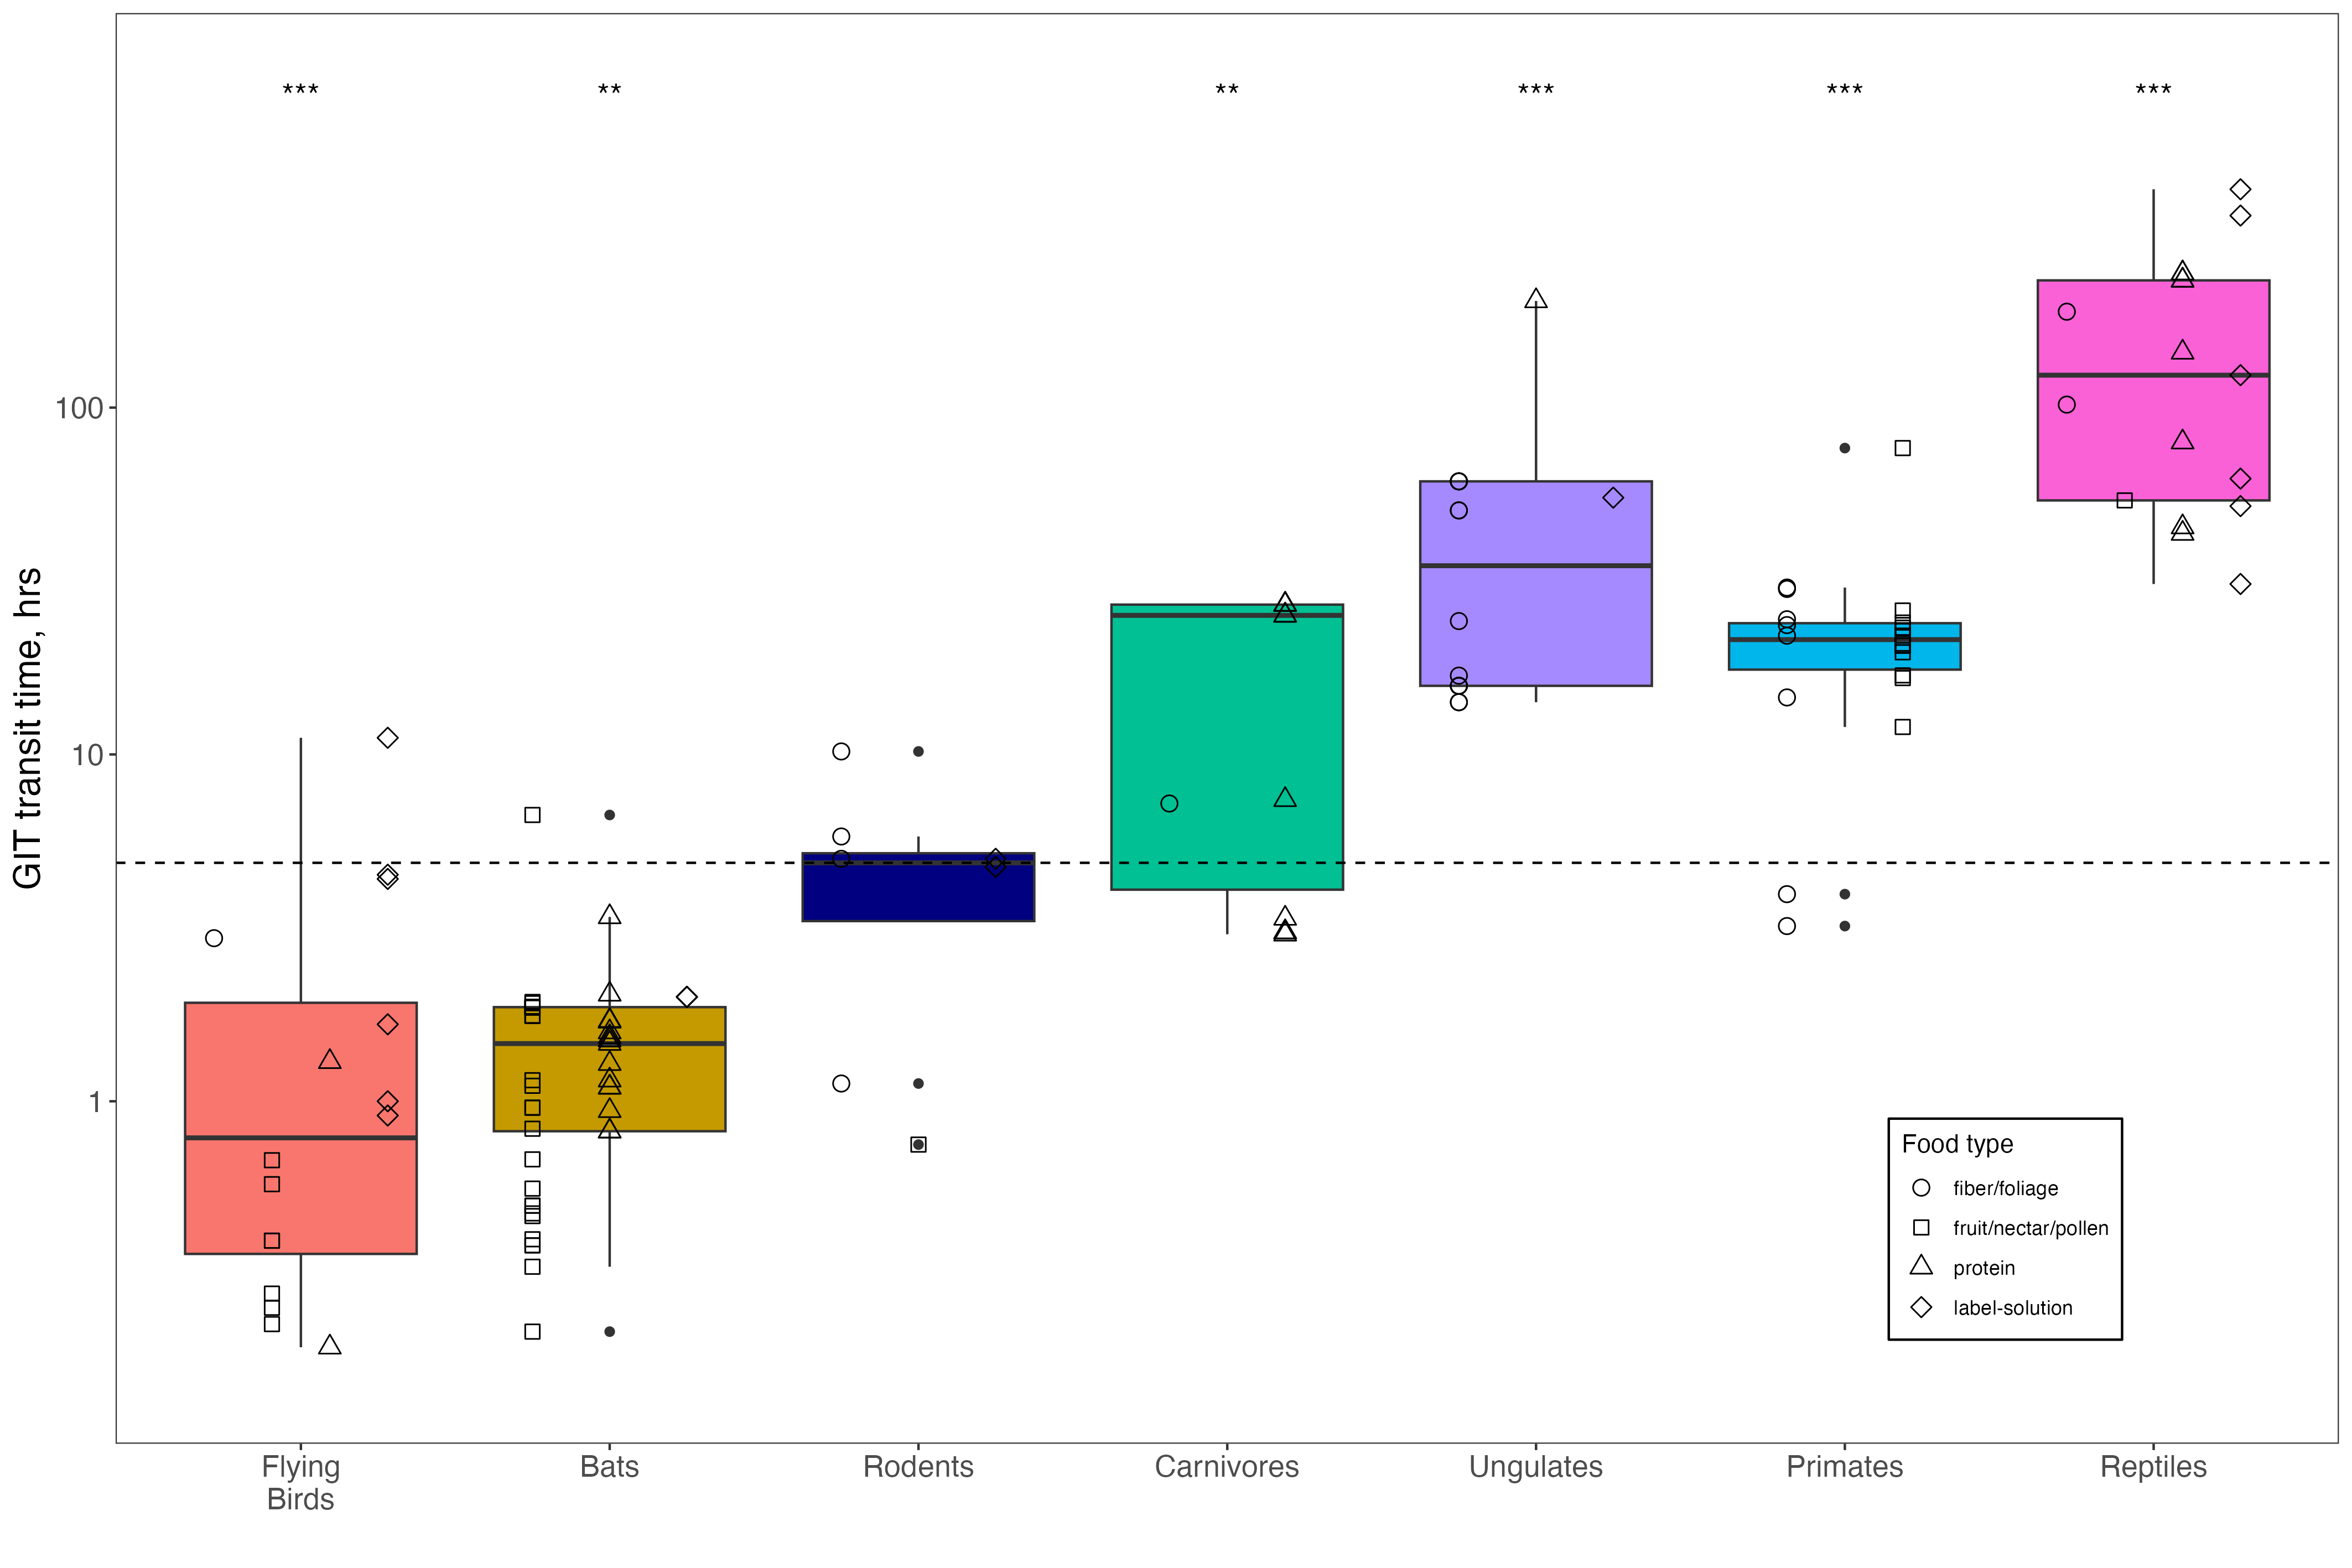 *** ** ** *** *** ***
GIT transit time, hrs
100
10
1
Food type
fiber/foliage
fruit/nectar/pollen
protein
label-solution
Flying Bats Rodents Carnivores Ungulates Primates Reptiles
Birds